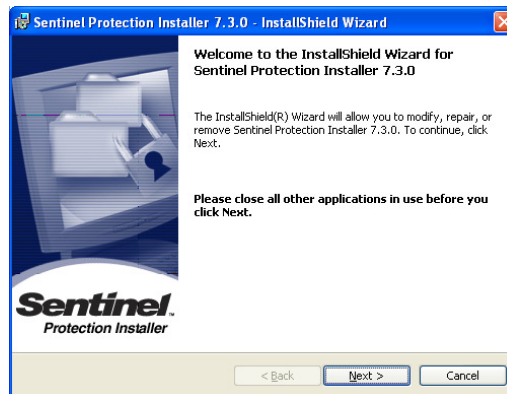 Sentinel Protection Installer 7.3.0 - InstallShield Wizard
Welcome to the InstallShield Wizard for
Sentinel Protection Installer 7.3.0
The InstallShield(R) Wizard will allow you to modify, repair, or
remove Sentinel Protection Installer 7.3.0. To continue, click
Next.
Please close all other applications in use before you
click Next.
Sentinel™
Protection Installer
< Back
Next >
Cancel